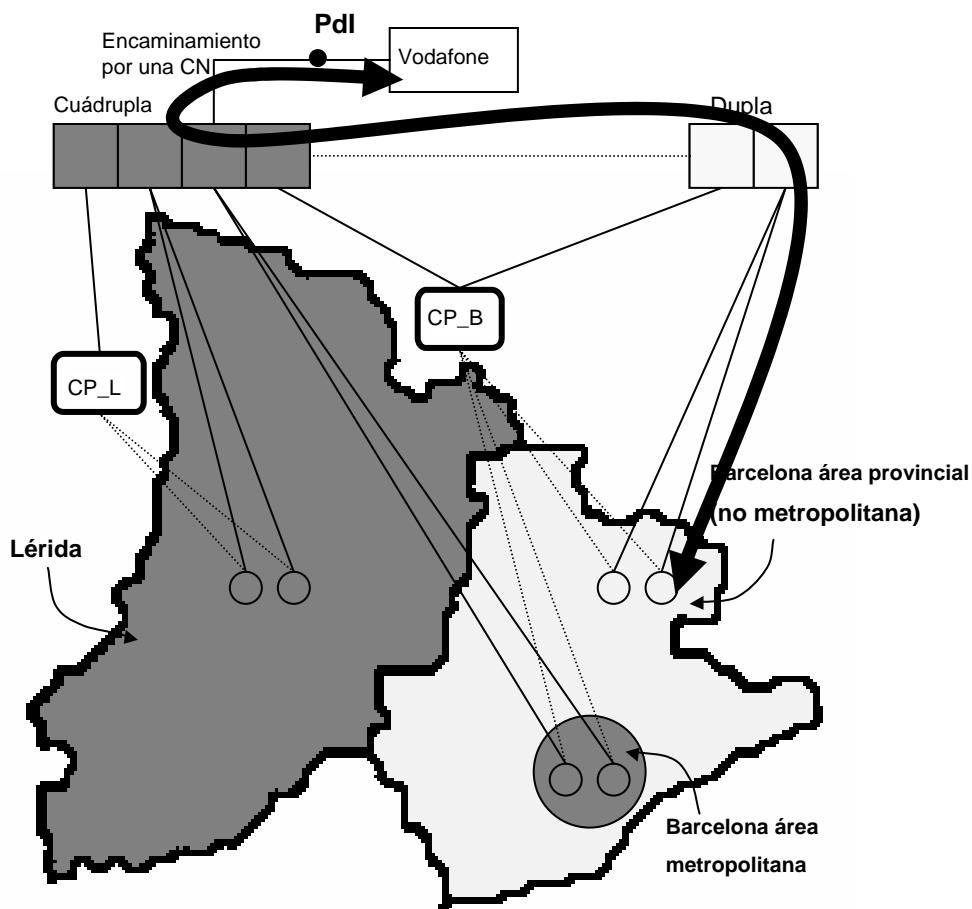 PdI
Encaminamiento
por una CN
Vodafone
Cuádrupla
Dupla
CP_B
CP_L
Barcelona área provincial
(no metropolitana)
Lérida
Barcelona área
metropolitana